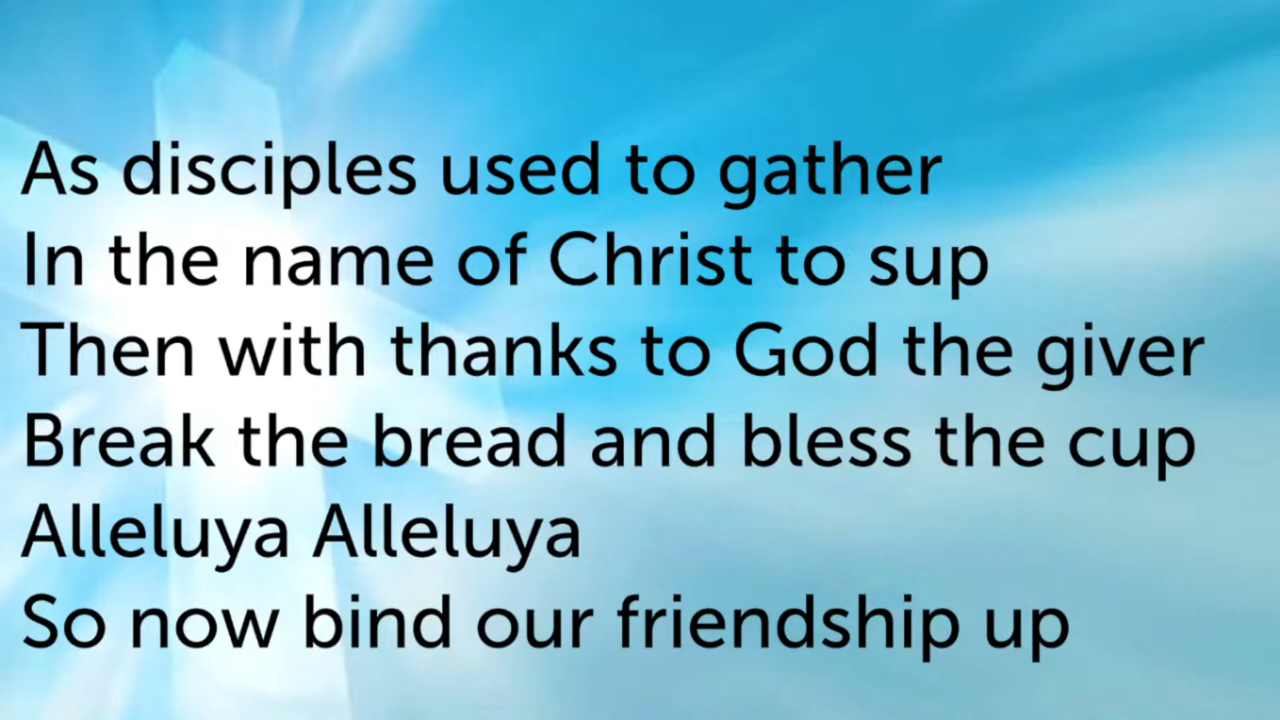 As disciples used to gather
In the name of Christ to sup
Then with thanks to God the giver
Break the bread and bless the cup
Alleluya Alleluya
So now bind our friendship up